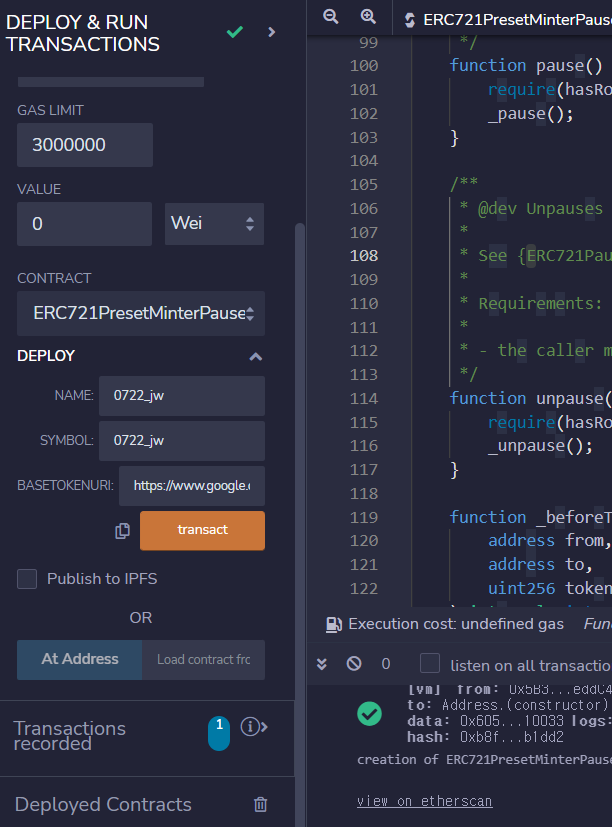 DEPLOY & RUN
TRANSACTIONS
GAS LIMIT
3000000
VALUE
0
Wei
CONTRACT
ERC721PresetMinterPause
DEPLOY
NAME: 0722_jw
SYMBOL: 0722_jw
BASETOKENURI: https://www.google.c
transact
Publish to IPFS
OR
At Address
Load contract frc
Transactions
recorded
1
Deployed Contracts
ERC721PresetMinterPause
99 */
100 function pause()
101 require(hasRo
102 _pause();
103 }
104
105 /**
106 * @dev Unpauses
107 *
108 * See {ERC721Pau
109 *
110 * Requirements:
111 *
112 * - the caller m
113 */
114 function unpause(
115 require(hasRo
116 _unpause();
117 }
118
119 function _beforeT
120 address from,
121 address to,
122 uint256 token
Execution cost: undefined gas Func
0
listen on all transactio
[vm] from: 0x5B3...eddC4
to: Address.(constructor)
data: 0x605...10033 logs:
hash: 0xb8f...b1dd2
creation of ERC721PresetMinterPause
view on etherscan